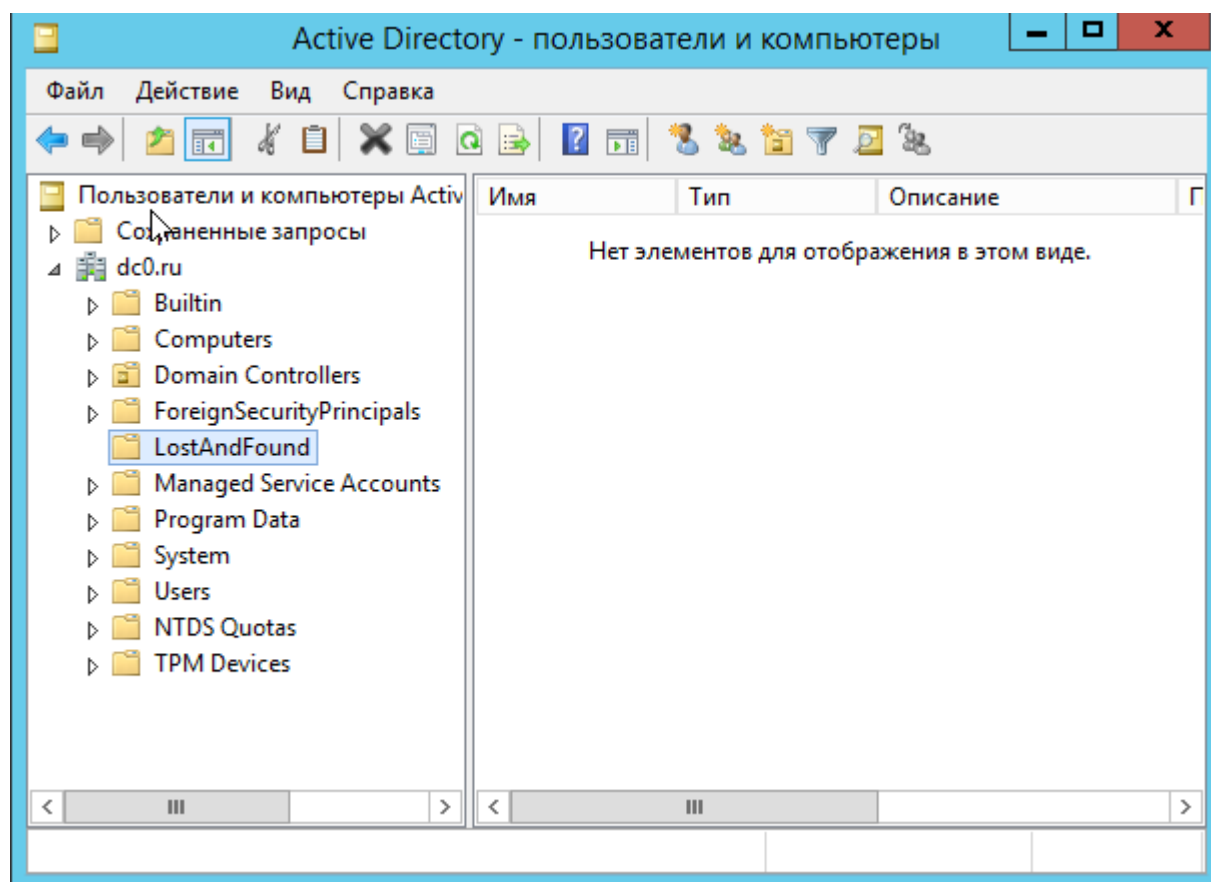 Active Directory - пользователи и компьютеры
Файл Действие Вид Справка
Пользователи и компьютеры Activ
Имя Тип Описание Г
Сохраненные запросы
Нет элементов для отображения в этом виде.
dc0.ru
Builtin
Computers
Domain Controllers
ForeignSecurityPrincipals
LostAndFound
Managed Service Accounts
Program Data
System
Users
NTDS Quotas
TPM Devices